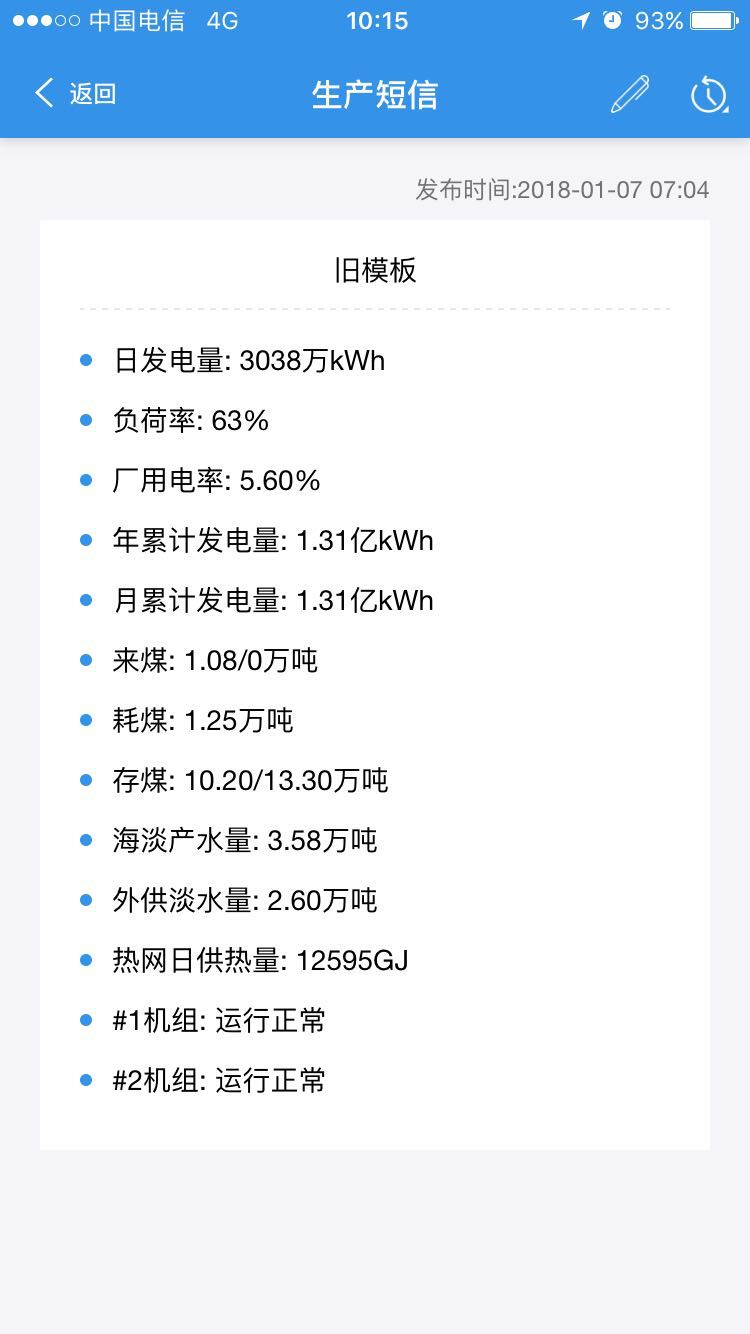 中国电信 4G 10:15 93%
返回 生产短信
发布时间:2018-01-07 07:04
旧模板
日发电量: 3038万kWh
负荷率: 63%
厂用电率: 5.60%
年累计发电量: 1.31亿kWh
月累计发电量: 1.31亿kWh
来煤: 1.08/0万吨
耗煤: 1.25万吨
存煤: 10.20/13.30万吨
海淡产水量: 3.58万吨
外供淡水量: 2.60万吨
热网日供热量: 12595GJ
#1机组: 运行正常
#2机组: 运行正常